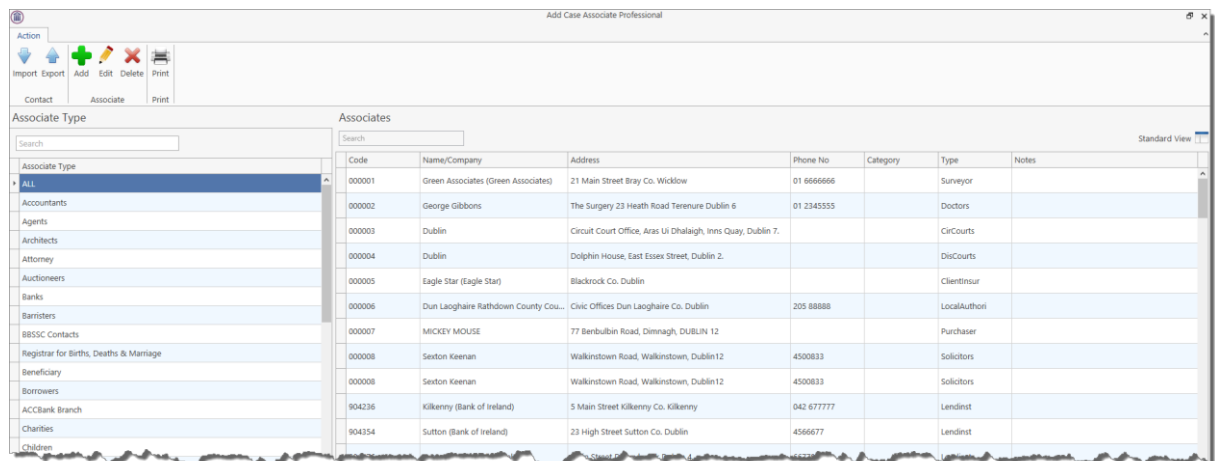 Add Case Associate Professional
Action
Import Export Add Edit Delete Print
Contact Associate Print
Associate Type
Search
Associate Type
ALL
Accountants
Agents
Architects
Attorney
Auctioneers
Banks
Barristers
BBSSC Contacts
Registrar for Births, Deaths & Marriage
Beneficiary
Borrowers
ACCBank Branch
Charities
Children
Associates
Search
Standard View
Code Name/Company Address Phone No Category Type Notes
000001 Green Associates (Green Associates) 21 Main Street Bray Co. Wicklow 01 6666666 Surveyor
000002 George Gibbons The Surgery 23 Heath Road Terenure Dublin 6 01 2345555 Doctors
000003 Dublin Circuit Court Office, Aras Ui Dhalaigh, Inns Quay, Dublin 7. CirCourts
000004 Dublin Dolphin House, East Essex Street, Dublin 2. DisCourts
000005 Eagle Star (Eagle Star) Blackrock Co. Dublin ClientInsur
000006 Dun Laoghaire Rathdown County Cou... Civic Offices Dun Laoghaire Co. Dublin 205 88888 LocalAuthori
000007 MICKEY MOUSE 77 Benbulbin Road, Dimnagh, DUBLIN 12 Purchaser
000008 Sexton Keenan Walkinstown Road, Walkinstown, Dublin12 4500833 Solicitors
000008 Sexton Keenan Walkinstown Road, Walkinstown, Dublin12 4500833 Solicitors
904236 Kilkenny (Bank of Ireland) 5 Main Street Kilkenny Co. Kilkenny 042 677777 Lendinst
904354 Sutton (Bank of Ireland) 23 High Street Sutton Co. Dublin 4566677 Lendinst